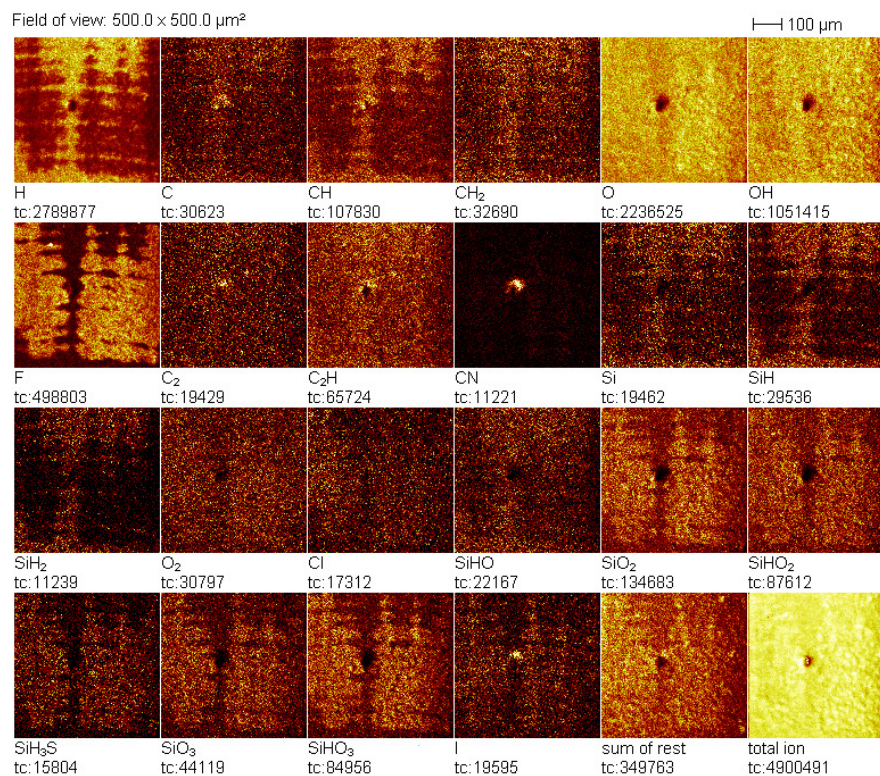 Field of view: 500.0 x 500.0 µm²
100 µm
H C CH CH₂ O OH
tc:2789877 tc:30623 tc:107830 tc:32690 tc:2236525 tc:1051415
F C₂ C₂H CN Si SiH
tc:498803 tc:19429 tc:65724 tc:11221 tc:19462 tc:29536
SiH₂ O₂ Cl SiHO SiO₂ SiHO₂
tc:11239 tc:30797 tc:17312 tc:22167 tc:134683 tc:87612
SiH₃S SiO₃ SiHO₃ I sum of rest total ion
tc:15804 tc:44119 tc:84956 tc:19595 tc:349763 tc:4900491